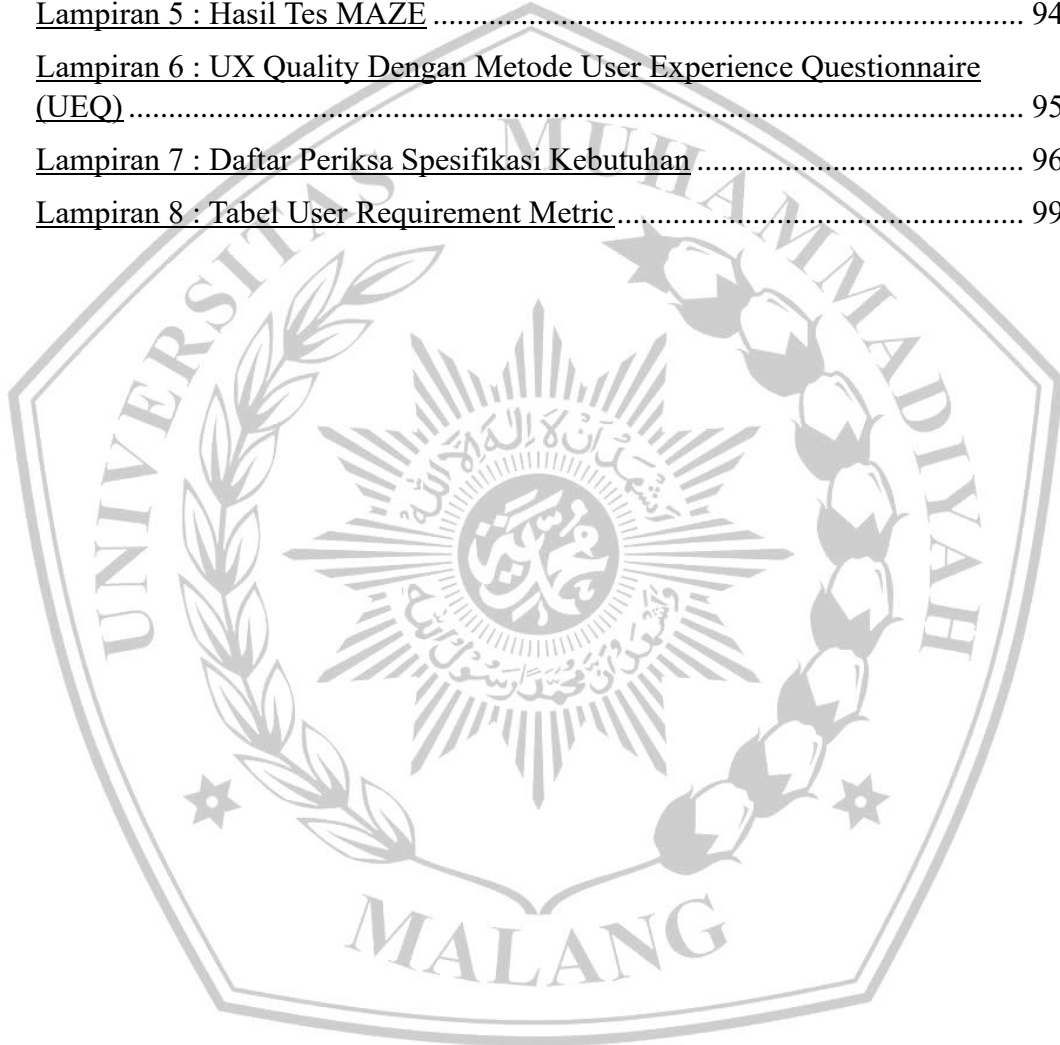 Lampiran 5 : Hasil Tes MAZE ........................................................................... 94
Lampiran 6 : UX Quality Dengan Metode User Experience Questionnaire
(UEQ) ................................................................................................................. 95
Lampiran 7 : Daftar Periksa Spesifikasi Kebutuhan ......................................... 96
Lampiran 8 : Tabel User Requirement Metric ................................................... 99
UNIVERSITAS MUHAMMADIYAH
MALANG